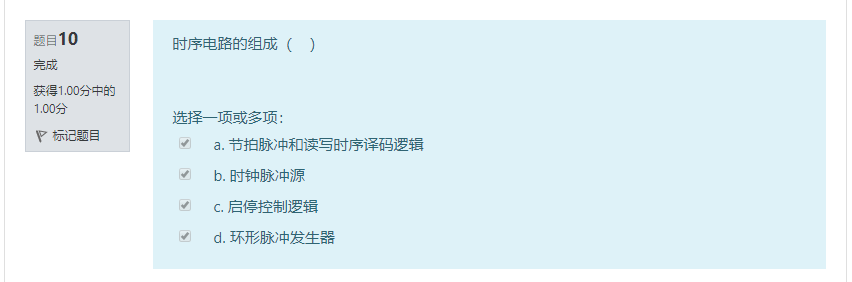 题目10
完成
获得1.00分中的
1.00分
标记题目
时序电路的组成（ ）
选择一项或多项：
a. 节拍脉冲和读写时序译码逻辑
b. 时钟脉冲源
c. 启停控制逻辑
d. 环形脉冲发生器